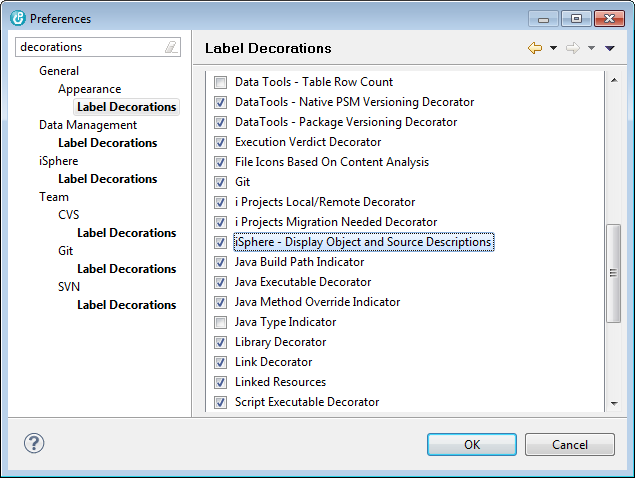 Preferences
decorations
General
Appearance
Label Decorations
Data Management
Label Decorations
iSphere
Label Decorations
Team
CVS
Label Decorations
Git
Label Decorations
SVN
Label Decorations
Label Decorations
Data Tools - Table Row Count
DataTools - Native PSM Versioning Decorator
DataTools - Package Versioning Decorator
Execution Verdict Decorator
File Icons Based On Content Analysis
Git
i Projects Local/Remote Decorator
i Projects Migration Needed Decorator
iSphere - Display Object and Source Descriptions
Java Build Path Indicator
Java Executable Decorator
Java Method Override Indicator
Java Type Indicator
Library Decorator
Link Decorator
Linked Resources
Script Executable Decorator
?
OK
Cancel